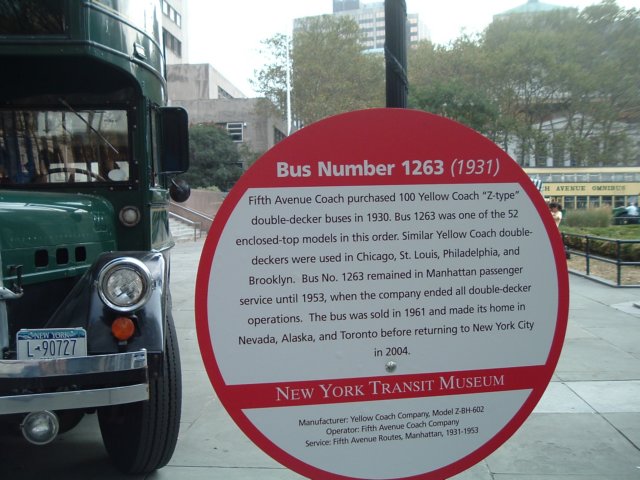 Bus Number 1263 (1931)
Fifth Avenue Coach purchased 100 Yellow Coach "Z-type"
double-decker buses in 1930. Bus 1263 was one of the 52
enclosed-top models in this order. Similar Yellow Coach double-
deckers were used in Chicago, St. Louis, Philadelphia, and
Brooklyn. Bus No. 1263 remained in Manhattan passenger
service until 1953, when the company ended all double-decker
operations. The bus was sold in 1961 and made its home in
Nevada, Alaska, and Toronto before returning to New York City
in 2004.
NEW YORK TRANSIT MUSEUM
Manufacturer: Yellow Coach Company, Model Z-BH-602
Operator: Fifth Avenue Coach Company
Service: Fifth Avenue Routes, Manhattan, 1931-1953
NEW YORK
L 90727
H AVENUE OMNIBUS